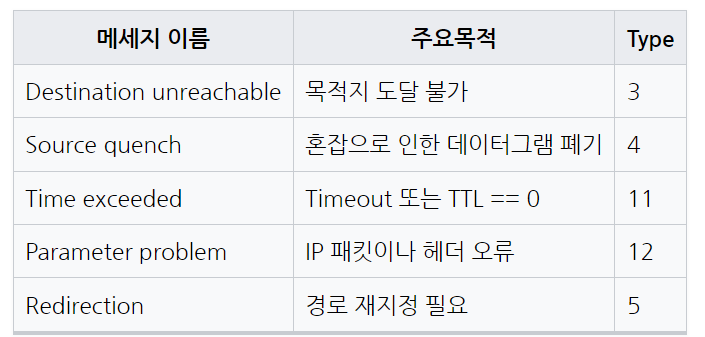 메세지 이름 주요목적 Type
Destination unreachable 목적지 도달 불가 3
Source quench 혼잡으로 인한 데이터그램 폐기 4
Time exceeded Timeout 또는 TTL == 0 11
Parameter problem IP 패킷이나 헤더 오류 12
Redirection 경로 재지정 필요 5